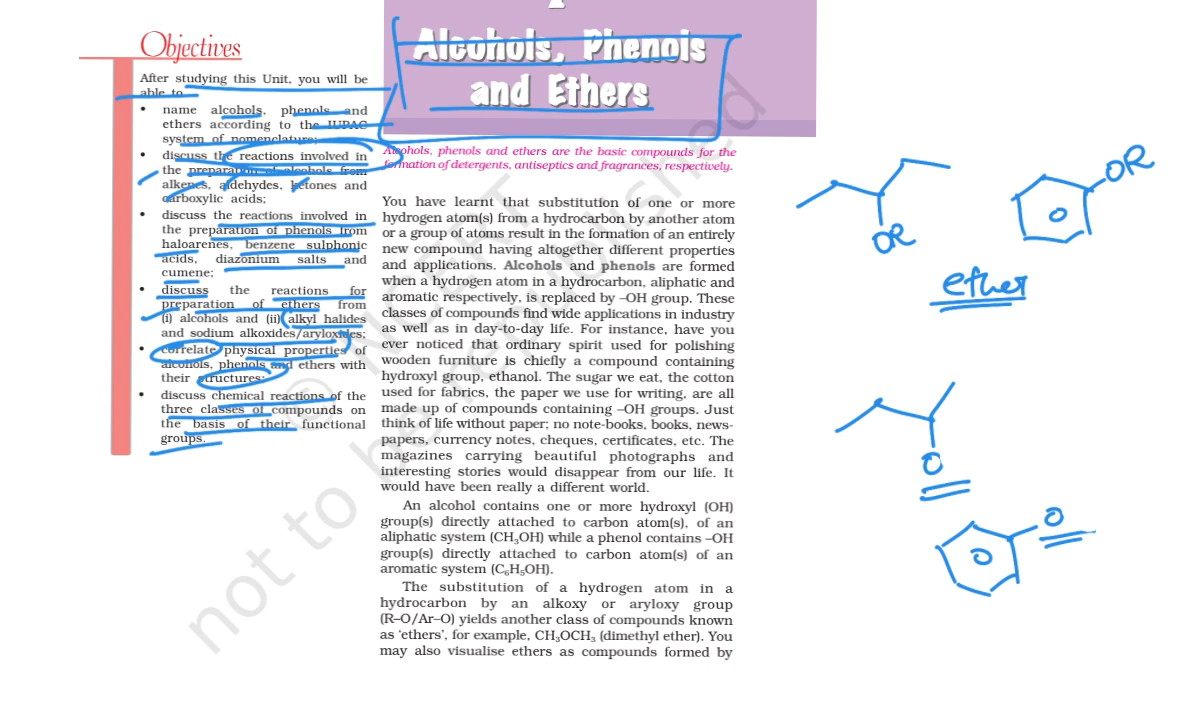 Objectives
After studying this Unit, you will be
able to
• name alcohols, phenols and
ethers according to the IUPAC
system of nomenclature;
• discuss the reactions involved in
the preparation of alcohols from
alkenes, aldehydes, ketones and
carboxylic acids;
• discuss the reactions involved in
the preparation of phenols from
haloarenes, benzene sulphonic
acids, diazonium salts and
cumene;
• discuss the reactions for
preparation of ethers from
(i) alcohols and (ii) alkyl halides
and sodium alkoxides/aryloxides;
• correlate physical properties of
alcohols, phenols and ethers with
their structures;
• discuss chemical reactions of the
three classes of compounds on
the basis of their functional
groups.
Alcohols, Phenols
and Ethers
Alcohols, phenols and ethers are the basic compounds for the
formation of detergents, antiseptics and fragrances, respectively.
You have learnt that substitution of one or more
hydrogen atom(s) from a hydrocarbon by another atom
or a group of atoms result in the formation of an entirely
new compound having altogether different properties
and applications. Alcohols and phenols are formed
when a hydrogen atom in a hydrocarbon, aliphatic and
aromatic respectively, is replaced by –OH group. These
classes of compounds find wide applications in industry
as well as in day-to-day life. For instance, have you
ever noticed that ordinary spirit used for polishing
wooden furniture is chiefly a compound containing
hydroxyl group, ethanol. The sugar we eat, the cotton
used for fabrics, the paper we use for writing, are all
made up of compounds containing –OH groups. Just
think of life without paper; no note-books, books, news-
papers, currency notes, cheques, certificates, etc. The
magazines carrying beautiful photographs and
interesting stories would disappear from our life. It
would have been really a different world.
An alcohol contains one or more hydroxyl (OH)
group(s) directly attached to carbon atom(s), of an
aliphatic system (CH₃OH) while a phenol contains –OH
group(s) directly attached to carbon atom(s) of an
aromatic system (C₆H₅OH).
The substitution of a hydrogen atom in a
hydrocarbon by an alkoxy or aryloxy group
(R–O/Ar–O) yields another class of compounds known
as 'ethers', for example, CH₃OCH₃ (dimethyl ether). You
may also visualise ethers as compounds formed by
© NCERT
not to be republished
OR
OR
ether
O
O